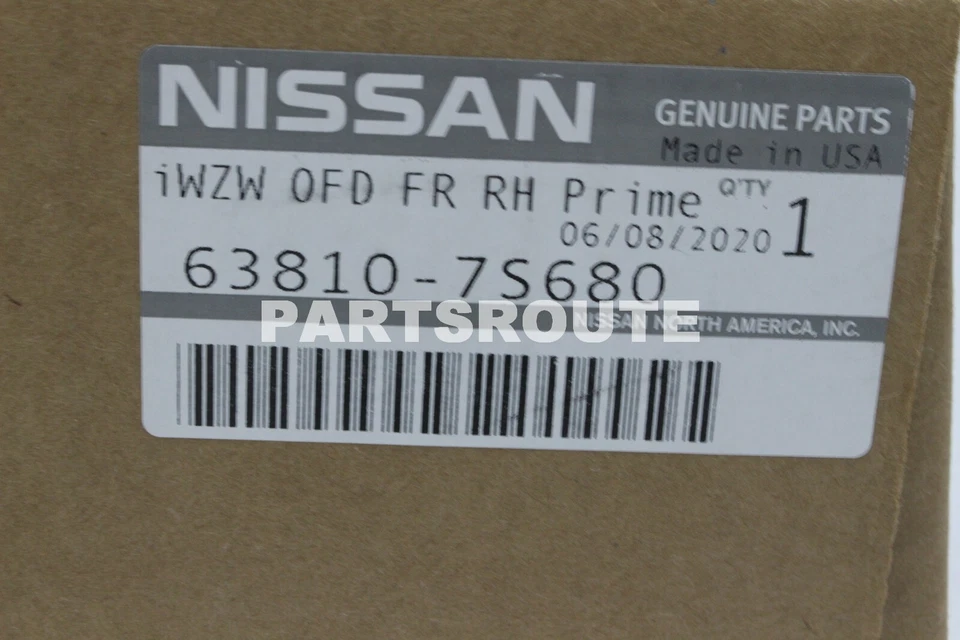 NISSAN
GENUINE PARTS
Made in USA
iWZW OFD FR RH Prime
Q'TY
1
06/08/2020
63810-7S680
PARTSROUTE
NISSAN NORTH AMERICA, INC.